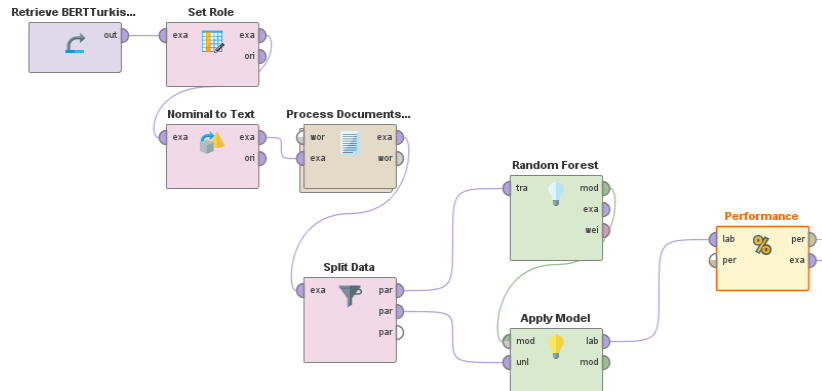 Retrieve BERTTurkis...
out
Set Role
exa
exa
ori
Nominal to Text
exa
exa
ori
Process Documents...
wor
exa
exa
wor
Split Data
exa
par
par
par
Random Forest
tra
mod
exa
wei
Apply Model
mod
lab
unl
mod
Performance
lab
per
per
exa
%